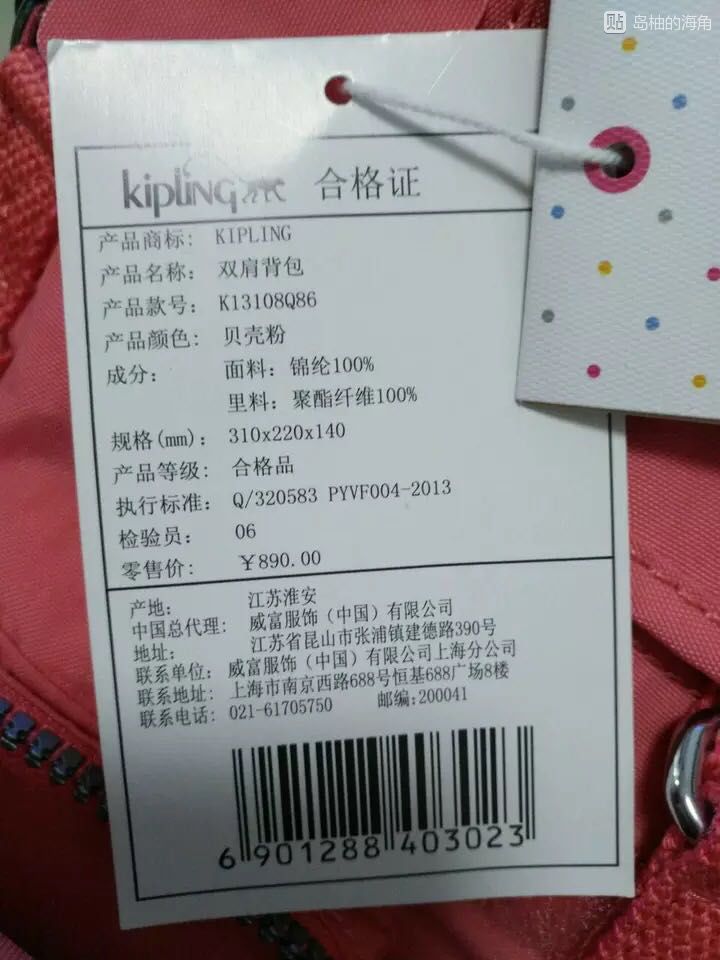 贴 岛柚的海角
kipling 合格证
产品商标: KIPLING
产品名称: 双肩背包
产品款号: K13108Q86
产品颜色: 贝壳粉
成分: 面料: 锦纶100%
里料: 聚酯纤维100%
规格(mm): 310x220x140
产品等级: 合格品
执行标准: Q/320583 PYVF004-2013
检验员: 06
零售价: ¥890.00
产地: 江苏淮安
中国总代理: 威富服饰（中国）有限公司
地址: 江苏省昆山市张浦镇建德路390号
联系单位: 威富服饰（中国）有限公司上海分公司
联系地址: 上海市南京西路688号恒基688广场8楼
联系电话: 021-61705750 邮编:200041
6 901288 403023